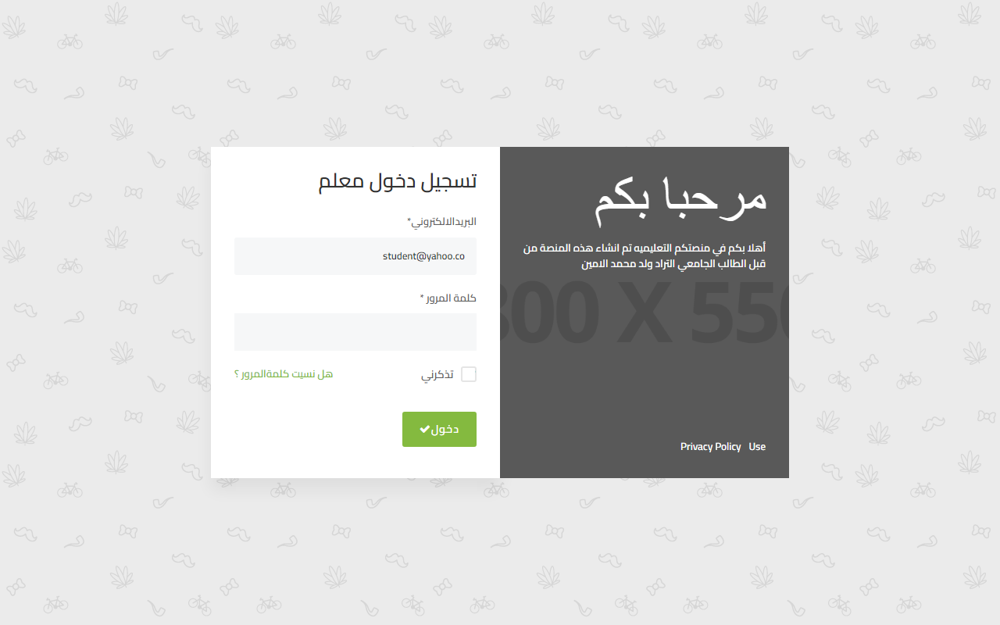 مرحبا بكم
أهلا بكم في منصتكم التعليميه تم انشاء هذه المنصة من
قبل الطالب الجامعي التراد ولد محمد الامين
800 X 550
Use Privacy Policy
تسجيل دخول معلم
البريدالالكتروني*
student@yahoo.co
كلمة المرور *
تذكرني
هل نسيت كلمةالمرور ؟
دخول